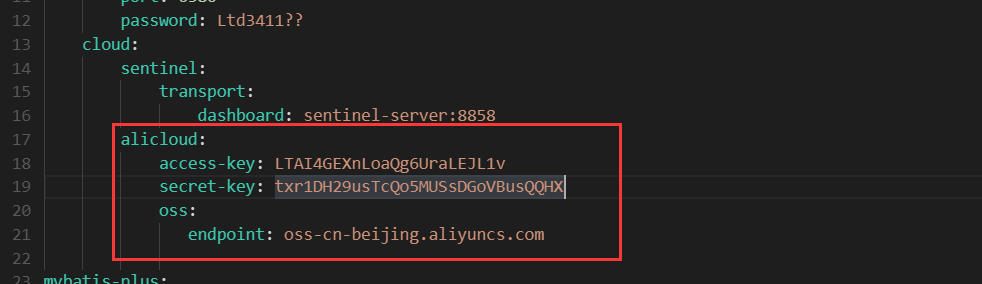 11 port:
12 password: Ltd3411??
13 cloud:
14 sentinel:
15 transport:
16 dashboard: sentinel-server:8858
17 alicloud:
18 access-key: LTAI4GEXnLoaQg6UraLEJL1v
19 secret-key: txr1DH29usTcQo5MUSsDGoVBusQQHX
20 oss:
21 endpoint: oss-cn-beijing.aliyuncs.com
22
23 mybatis-plus: